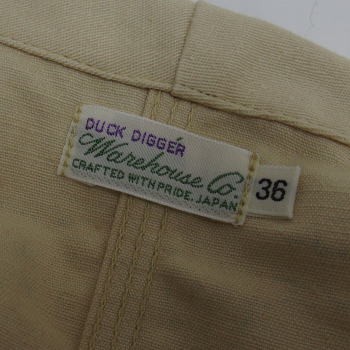 DUCK DIGGER
Warehouse Co.
CRAFTED WITH PRIDE. JAPAN
36